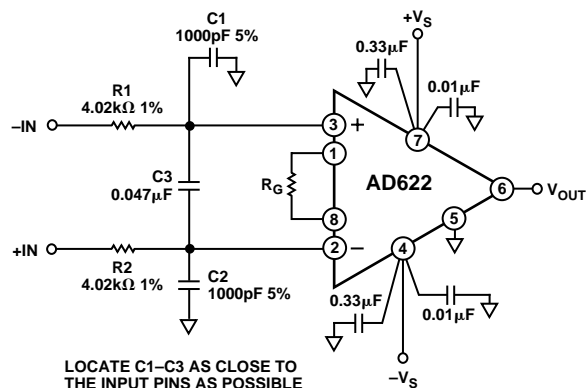 C1
1000pF 5%
+VS
0.33µF
0.01µF
R1
4.02kΩ 1%
–IN
3
+
7
1
C3
0.047µF
RG
AD622
6
VOUT
8
5
+IN
2
–
4
R2
4.02kΩ 1%
C2
1000pF 5%
0.33µF
0.01µF
LOCATE C1–C3 AS CLOSE TO
THE INPUT PINS AS POSSIBLE
–VS